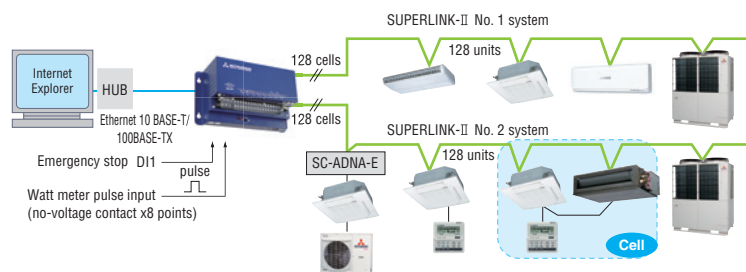 SUPERLINK-II No. 1 system
128 cells
128 units
Internet
Explorer
HUB
Ethernet 10 BASE-T/
100BASE-TX
128 cells
SUPERLINK-II No. 2 system
128 units
Emergency stop DI1
pulse
SC-ADNA-E
Watt meter pulse input
(no-voltage contact x8 points)
Cell